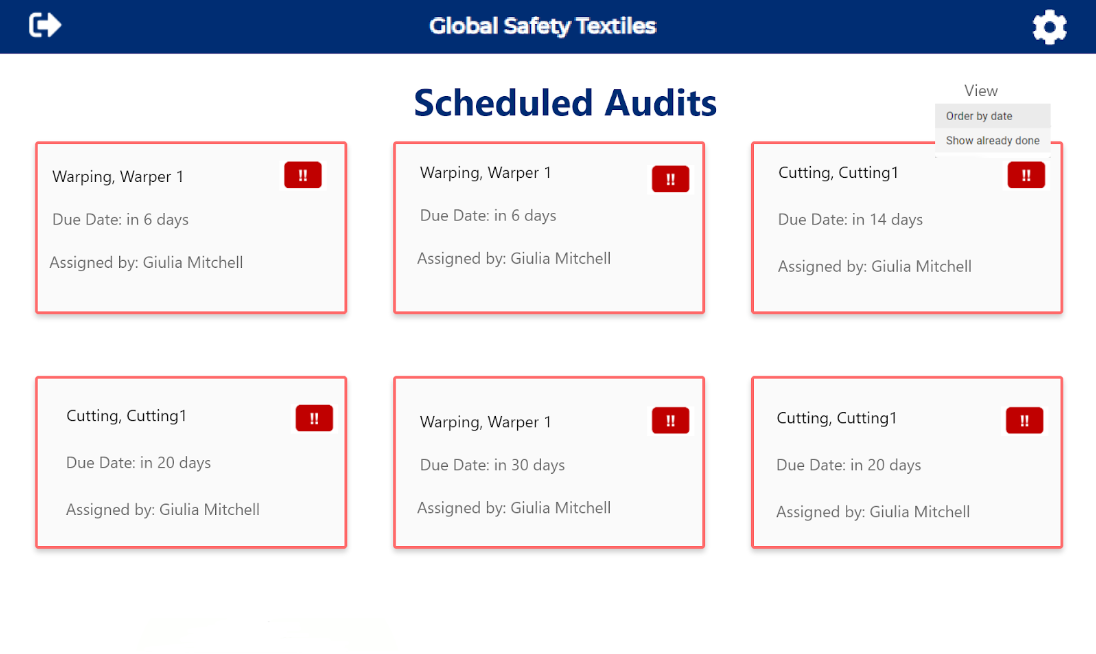 Global Safety Textiles
Scheduled Audits
View
Order by date
Show already done
Warping, Warper 1
!!
Due Date: in 6 days
Assigned by: Giulia Mitchell
Warping, Warper 1
!!
Due Date: in 6 days
Assigned by: Giulia Mitchell
Cutting, Cutting1
!!
Due Date: in 14 days
Assigned by: Giulia Mitchell
Cutting, Cutting1
!!
Due Date: in 20 days
Assigned by: Giulia Mitchell
Warping, Warper 1
!!
Due Date: in 30 days
Assigned by: Giulia Mitchell
Cutting, Cutting1
!!
Due Date: in 20 days
Assigned by: Giulia Mitchell